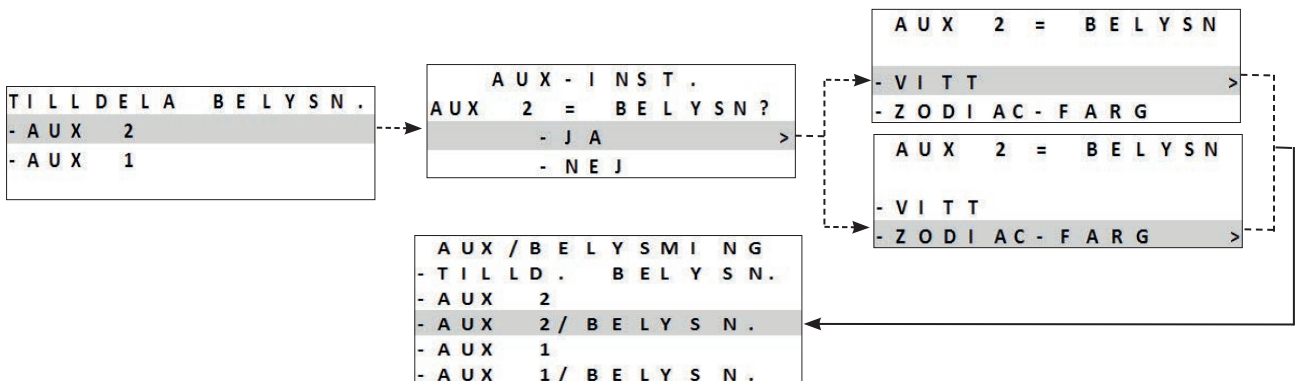 TILLDELA BELYSN.
-AUX 2
-AUX 1
AUX-INST.
AUX 2 = BELYSN?
-JA >
-NEJ
AUX 2 = BELYSN
-VITT >
-ZODIAC-FARG
AUX 2 = BELYSN
-VITT
-ZODIAC-FARG >
AUX/BELYSMING
-TILLD. BELYSN.
-AUX 2
-AUX 2/BELYSN.
-AUX 1
-AUX 1/BELYSN.